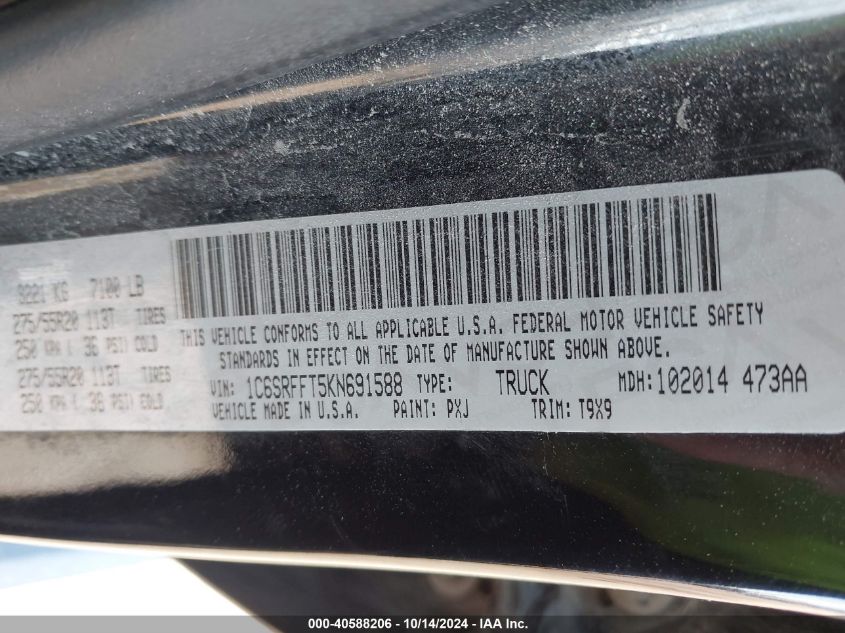 3221 KG 7100 LB
275/55R20 113T TIRES
250 KPA ( 36 PSI) COLD
275/55R20 113T TIRES
250 KPA ( 36 PSI) COLD
THIS VEHICLE CONFORMS TO ALL APPLICABLE U.S.A. FEDERAL MOTOR VEHICLE SAFETY
STANDARDS IN EFFECT ON THE DATE OF MANUFACTURE SHOWN ABOVE.
VIN: 1C6SRFFT5KN691588 TYPE: TRUCK MDH: 102014 473AA
VEHICLE MADE IN U.S.A. PAINT: PXJ TRIM: T9X9
000-40588206 - 10/14/2024 - IAA Inc.